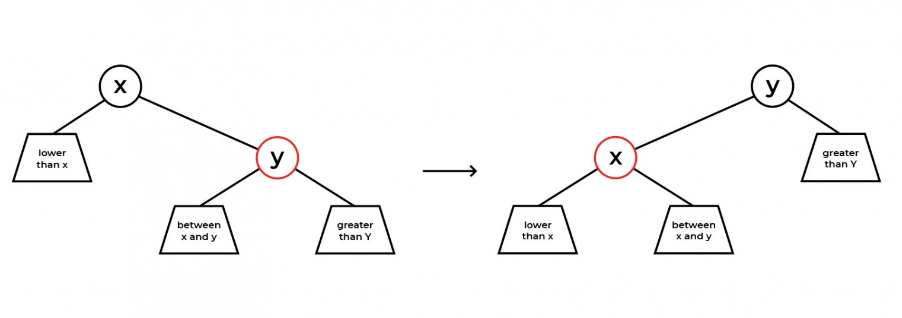 x
y
lower
than x
between
x and y
greater
than Y
y
x
greater
than Y
lower
than x
between
x and y